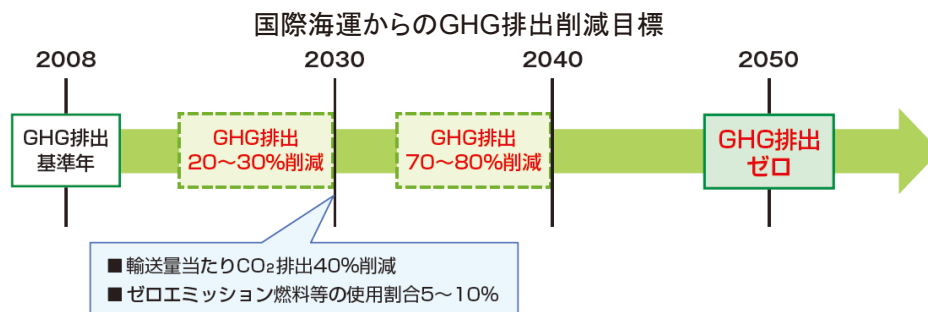 国際海運からのGHG排出削減目標
2008
2030
2040
2050
GHG排出
基準年
GHG排出
20～30%削減
GHG排出
70～80%削減
GHG排出
ゼロ
■ 輸送量当たりCO₂排出40%削減
■ ゼロエミッション燃料等の使用割合5～10%